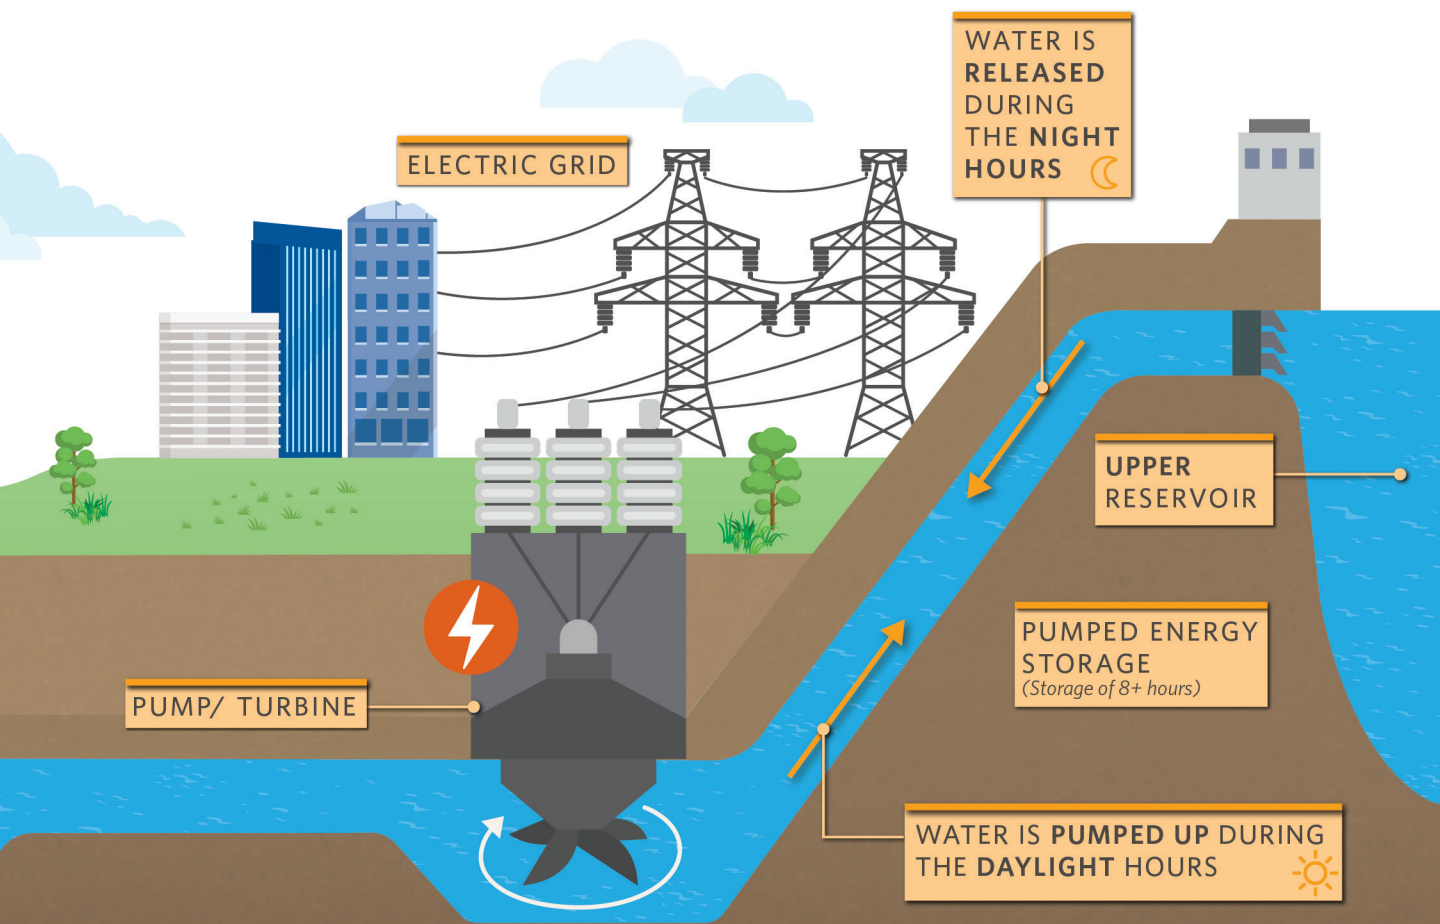 WATER IS
RELEASED
DURING
THE NIGHT
HOURS
ELECTRIC GRID
UPPER
RESERVOIR
PUMPED ENERGY
STORAGE
(Storage of 8+ hours)
PUMP/ TURBINE
WATER IS PUMPED UP DURING
THE DAYLIGHT HOURS